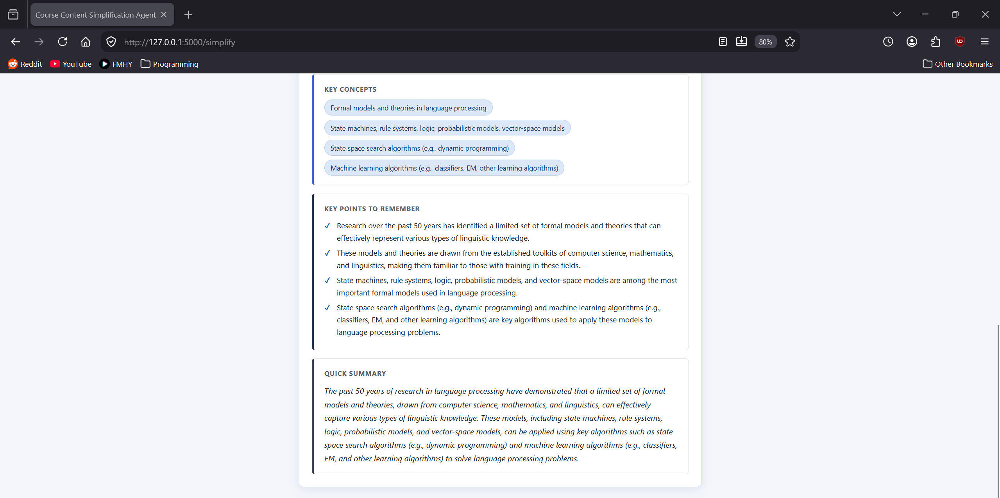 Course Content Simplification Agent
http://127.0.0.1:5000/simplify
80%
Reddit
YouTube
FMHY
Programming
Other Bookmarks
KEY CONCEPTS
Formal models and theories in language processing
State machines, rule systems, logic, probabilistic models, vector-space models
State space search algorithms (e.g., dynamic programming)
Machine learning algorithms (e.g., classifiers, EM, other learning algorithms)
KEY POINTS TO REMEMBER
✓ Research over the past 50 years has identified a limited set of formal models and theories that can
effectively represent various types of linguistic knowledge.
✓ These models and theories are drawn from the established toolkits of computer science, mathematics,
and linguistics, making them familiar to those with training in these fields.
✓ State machines, rule systems, logic, probabilistic models, and vector-space models are among the most
important formal models used in language processing.
✓ State space search algorithms (e.g., dynamic programming) and machine learning algorithms (e.g.,
classifiers, EM, and other learning algorithms) are key algorithms used to apply these models to
language processing problems.
QUICK SUMMARY
The past 50 years of research in language processing have demonstrated that a limited set of formal
models and theories, drawn from computer science, mathematics, and linguistics, can effectively
capture various types of linguistic knowledge. These models, including state machines, rule systems,
logic, probabilistic models, and vector-space models, can be applied using key algorithms such as state
space search algorithms (e.g., dynamic programming) and machine learning algorithms (e.g., classifiers,
EM, and other learning algorithms) to solve language processing problems.